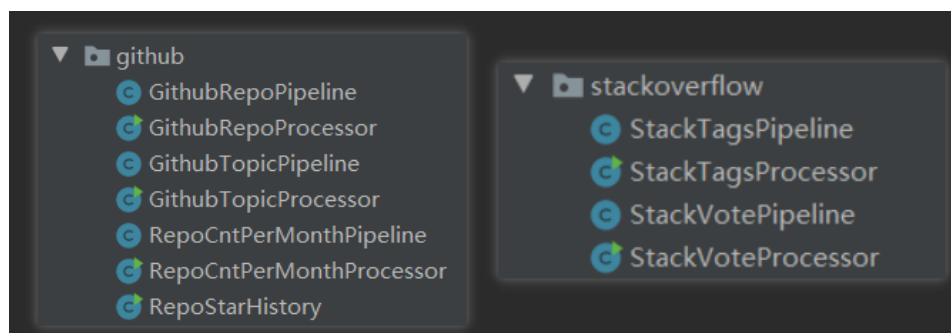 github
GithubRepoPipeline
GithubRepoProcessor
GithubTopicPipeline
GithubTopicProcessor
RepoCntPerMonthPipeline
RepoCntPerMonthProcessor
RepoStarHistory
stackoverflow
StackTagsPipeline
StackTagsProcessor
StackVotePipeline
StackVoteProcessor